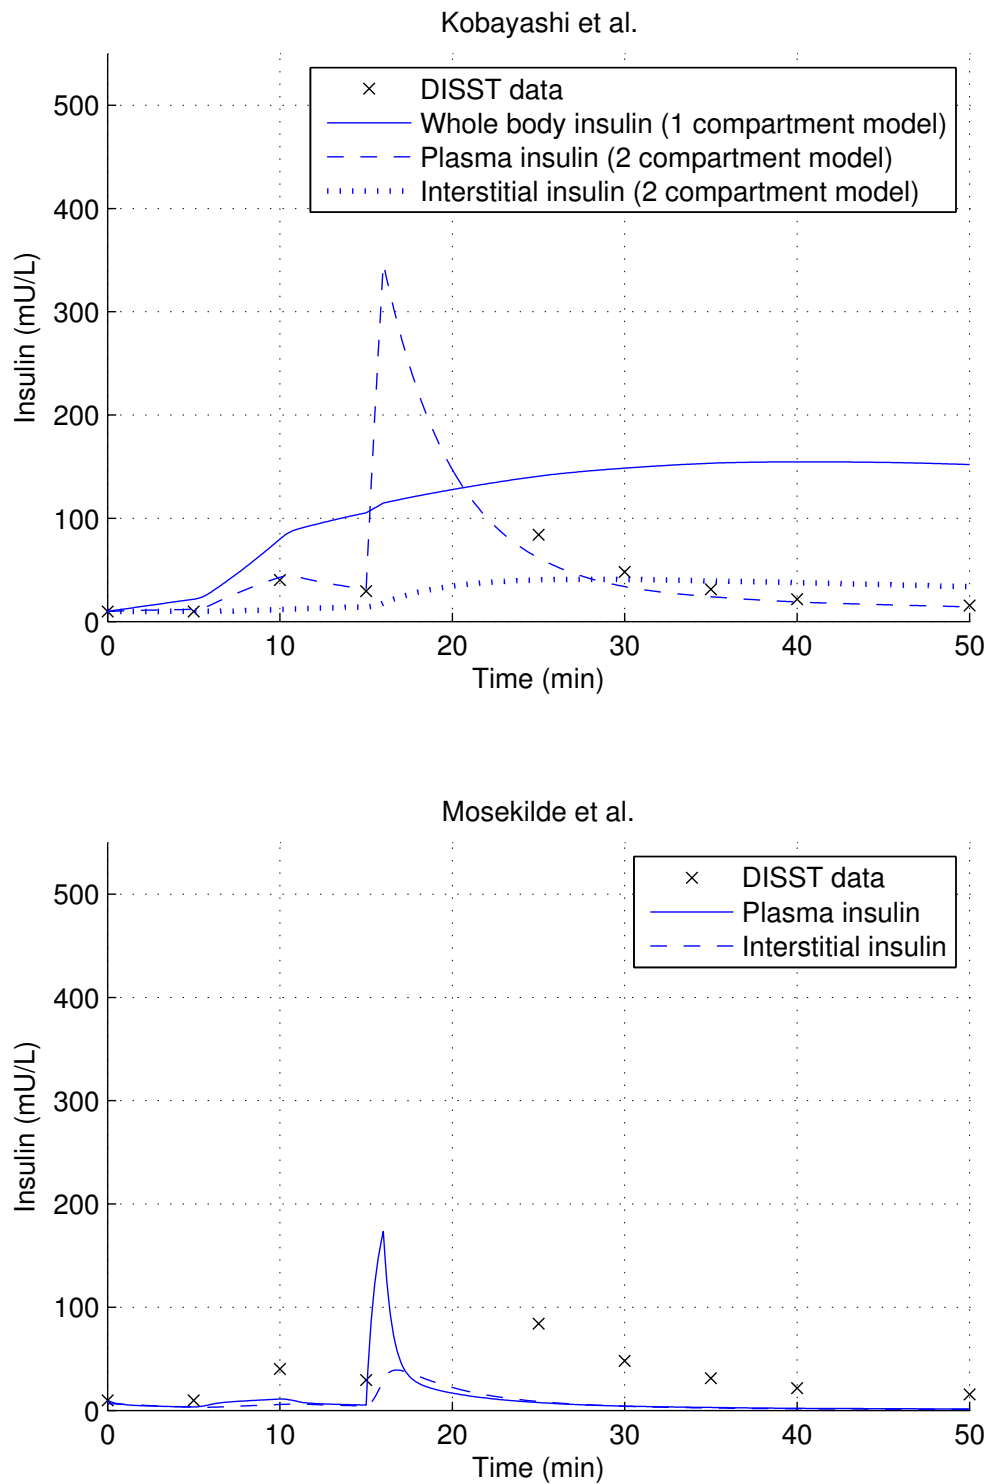 Kobayashi et al.
DISST data
Whole body insulin (1 compartment model)
Plasma insulin (2 compartment model)
Interstitial insulin (2 compartment model)
500
400
300
200
100
0
Insulin (mU/L)
0 10 20 30 40 50
Time (min)
Mosekilde et al.
DISST data
Plasma insulin
Interstitial insulin
500
400
300
200
100
0
Insulin (mU/L)
0 10 20 30 40 50
Time (min)